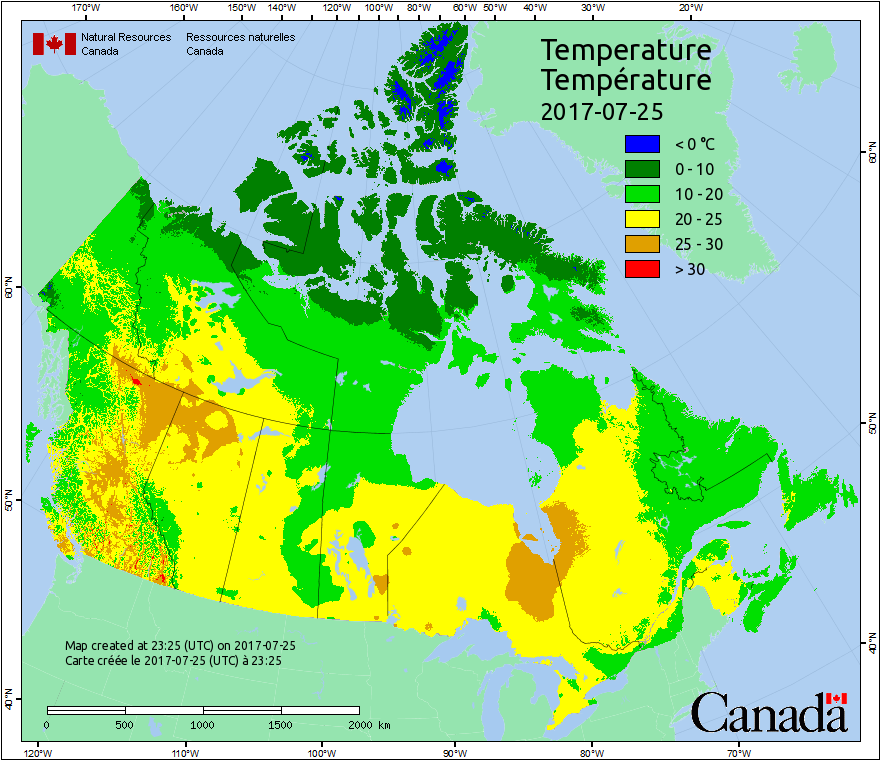 170°W 160°W 150°W 140°W 120°W 100°W 80°W 60°W 50°W 40°W 30°W 20°W
Natural Resources Ressources naturelles
Canada Canada
Temperature
Température
2017-07-25
< 0 °C
0 - 10
10 - 20
20 - 25
25 - 30
> 30
60°N
60°N
50°N
50°N
40°N
40°N
Map created at 23:25 (UTC) on 2017-07-25
Carte créée le 2017-07-25 (UTC) à 23:25
0 500 1000 1500 2000 km
Canada
120°W 110°W 100°W 90°W 80°W 70°W